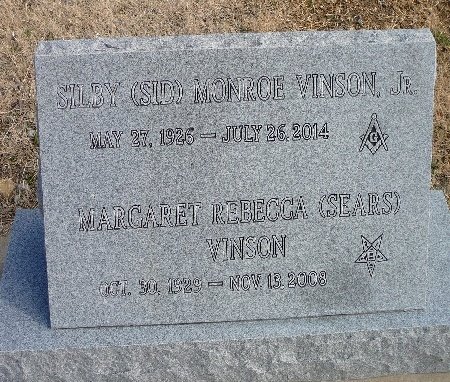 SILBY (SID) MONROE VINSON, JR.
MAY 27, 1926 – JULY 26, 2014
G
MARGARET REBECCA (SEARS)
VINSON
OCT. 30, 1929 – NOV. 13, 2008